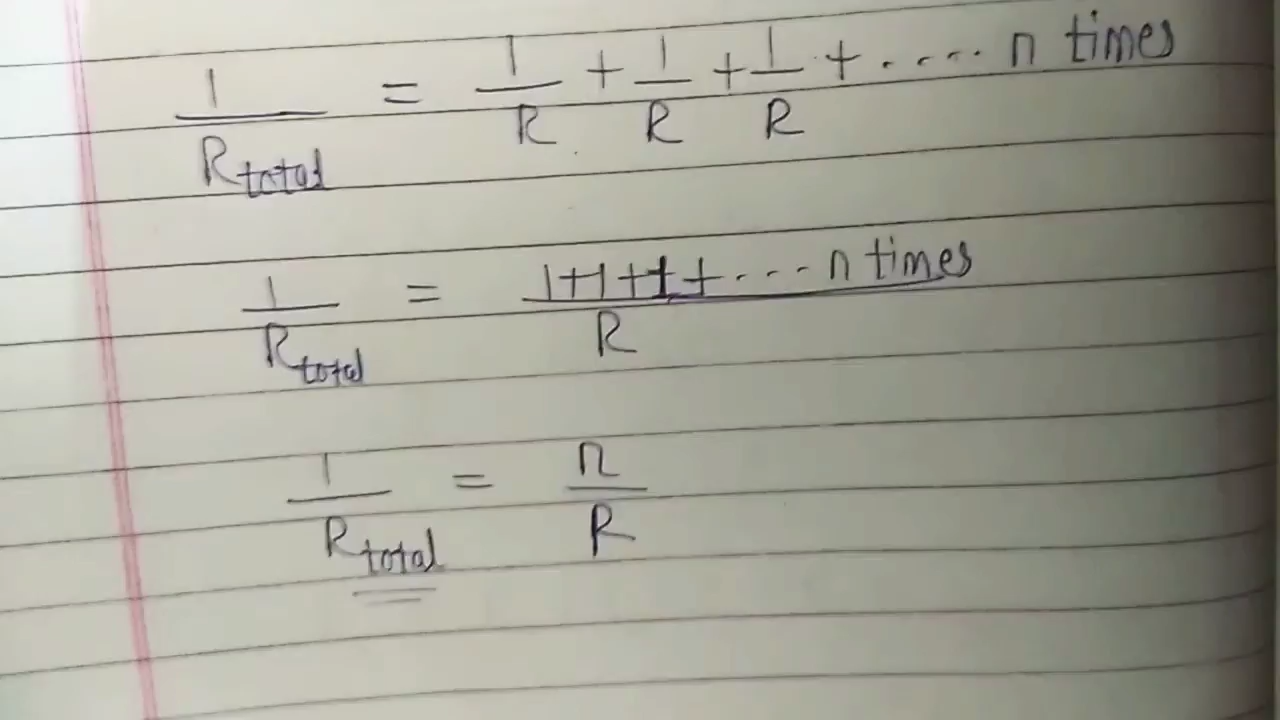 1/R_total = 1/R + 1/R + 1/R + ..... n times
1/R_total = 1+1+1+ ... n times/R
1/R_total = n/R